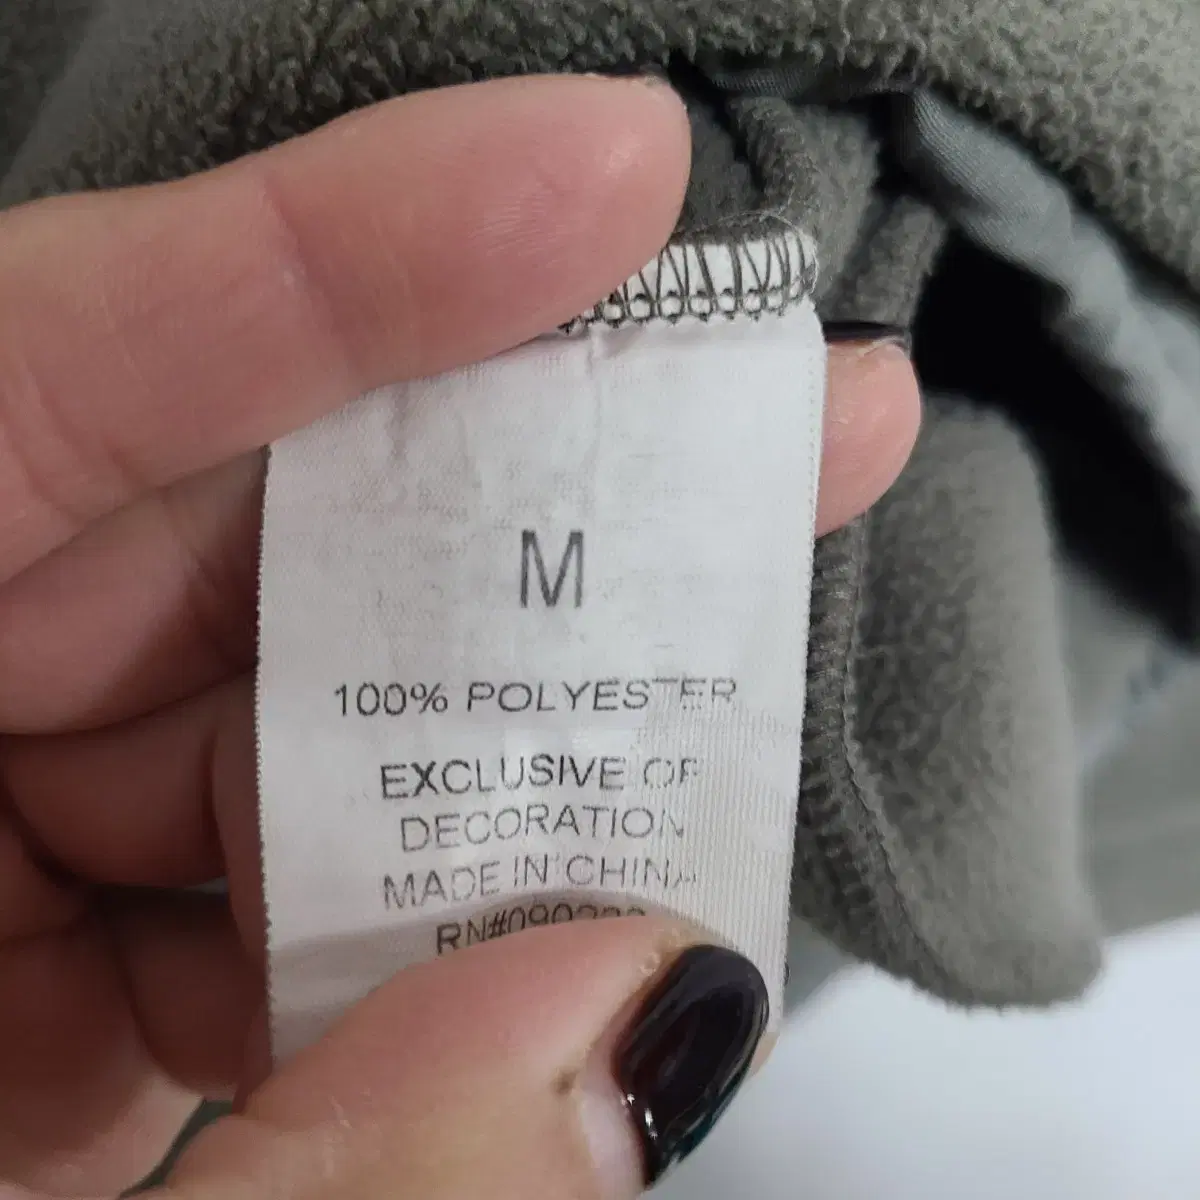 M
100% POLYESTER
EXCLUSIVE OF
DECORATION
MADE IN CHINA